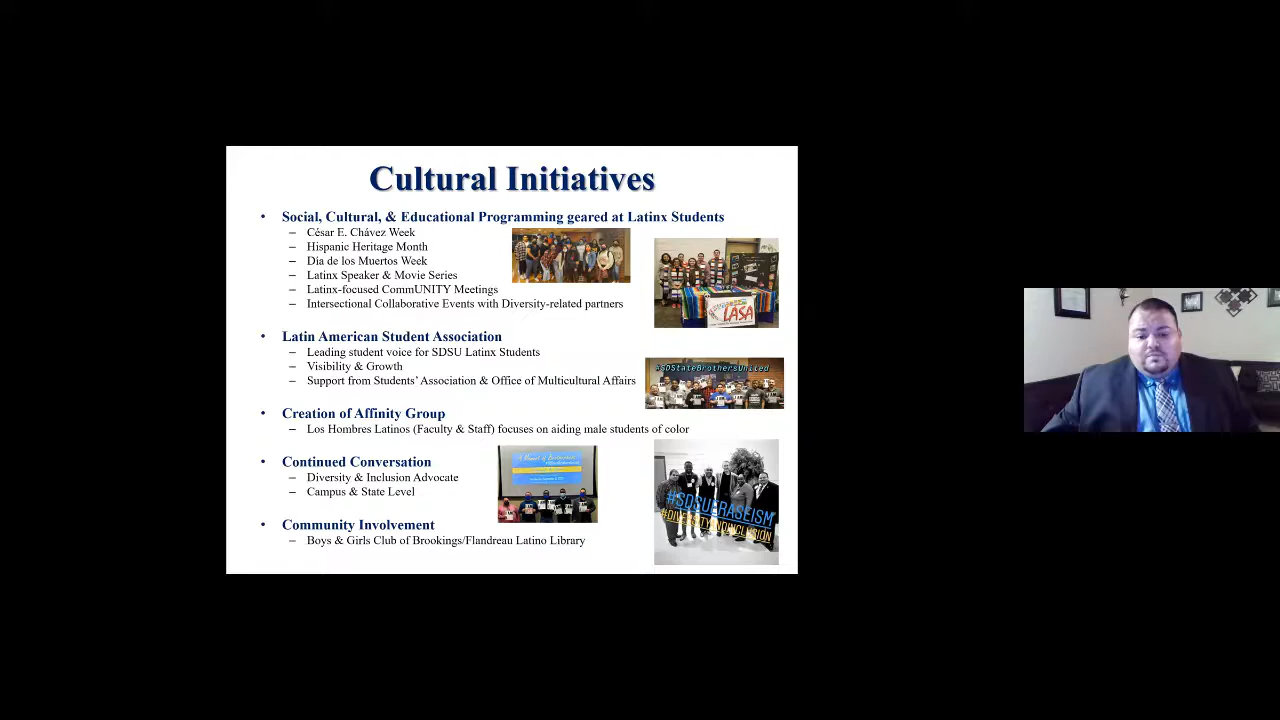 Cultural Initiatives
• Social, Cultural, & Educational Programming geared at Latinx Students
– César E. Chávez Week
– Hispanic Heritage Month
– Dia de los Muertos Week
– Latinx Speaker & Movie Series
– Latinx-focused CommUNITY Meetings
– Intersectional Collaborative Events with Diversity-related partners
LASA
• Latin American Student Association
– Leading student voice for SDSU Latinx Students
– Visibility & Growth
– Support from Students' Association & Office of Multicultural Affairs
#SDStateBrothersUnited
• Creation of Affinity Group
– Los Hombres Latinos (Faculty & Staff) focuses on aiding male students of color
• Continued Conversation
– Diversity & Inclusion Advocate
– Campus & State Level
#SDSUERASEISM
#DIVERSITYANDINCLUSION
• Community Involvement
– Boys & Girls Club of Brookings/Flandreau Latino Library